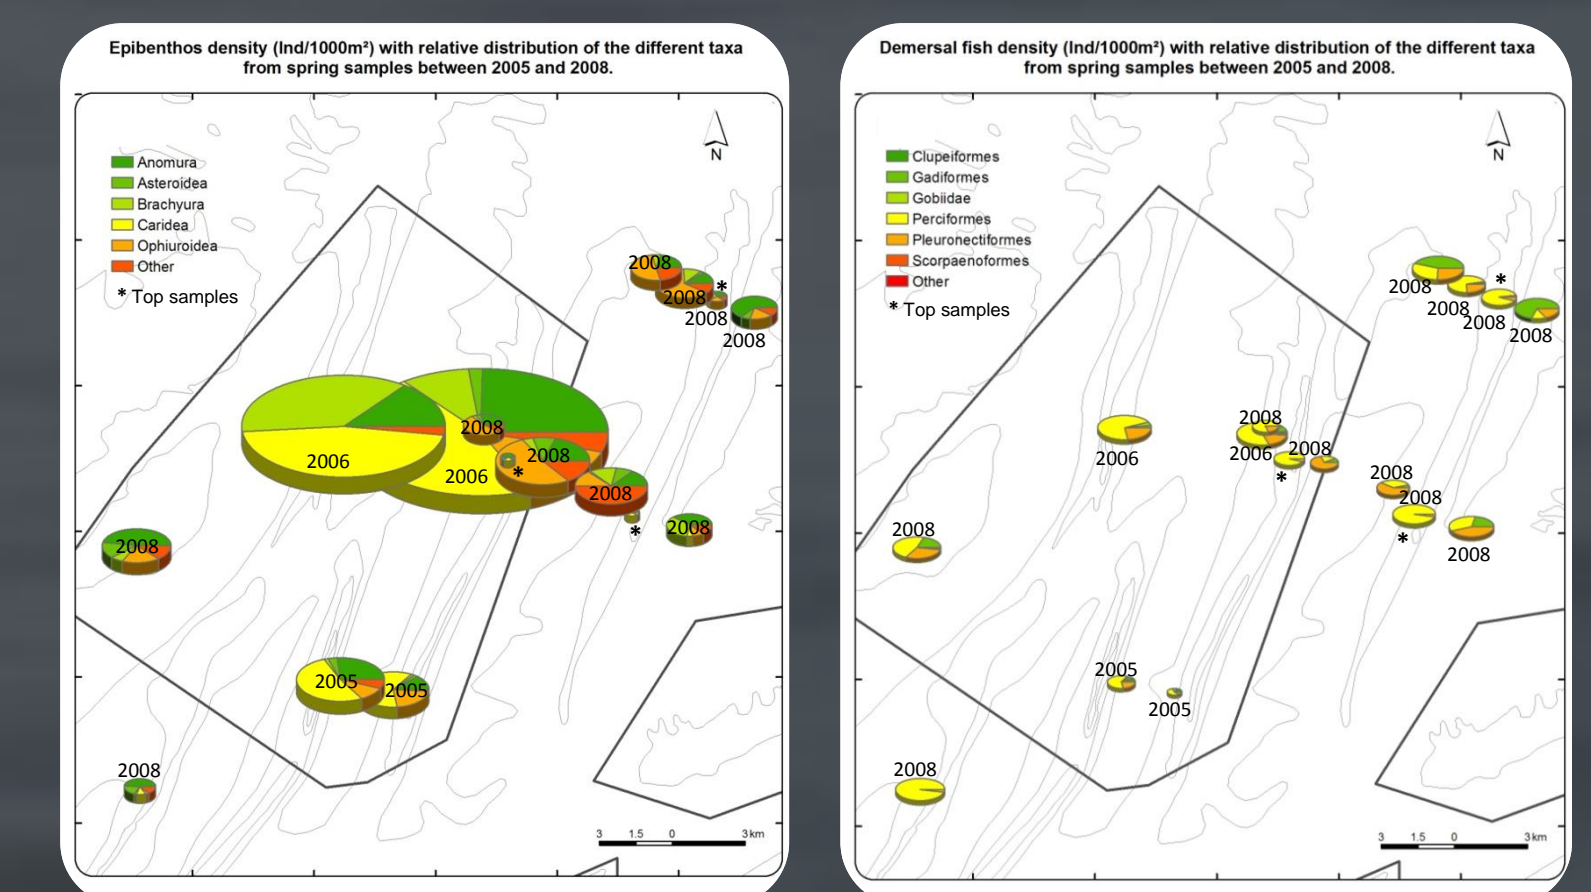 Epibenthos density (Ind/1000m²) with relative distribution of the different taxa
from spring samples between 2005 and 2008.
N
Anomura
Asteroidea
Brachyura
Caridea
Ophiuroidea
Other
* Top samples
2008
2008
*
2008
2008
2008
2006
2008
2006
*
2008
*
2008
2008
2005
2005
2008
3 1.5 0 3 km
Demersal fish density (Ind/1000m²) with relative distribution of the different taxa
from spring samples between 2005 and 2008.
N
Clupeiformes
Gadiformes
Gobiidae
Perciformes
Pleuronectiformes
Scorpaenoformes
Other
* Top samples
*
2008
2008
2008
2008
2008
2006
2006
2008
*
2008
2008
*
2008
2008
2005
2005
2008
3 1.5 0 3 km